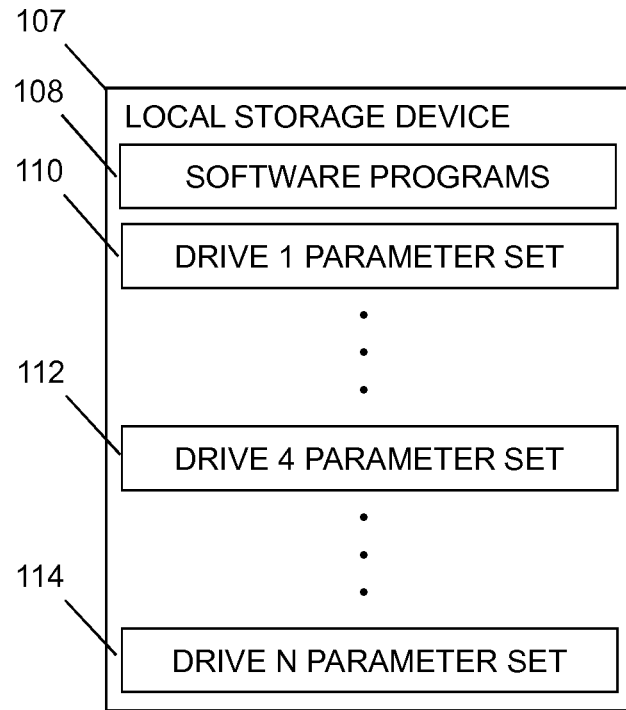 107
LOCAL STORAGE DEVICE
108
SOFTWARE PROGRAMS
110
DRIVE 1 PARAMETER SET
112
DRIVE 4 PARAMETER SET
114
DRIVE N PARAMETER SET